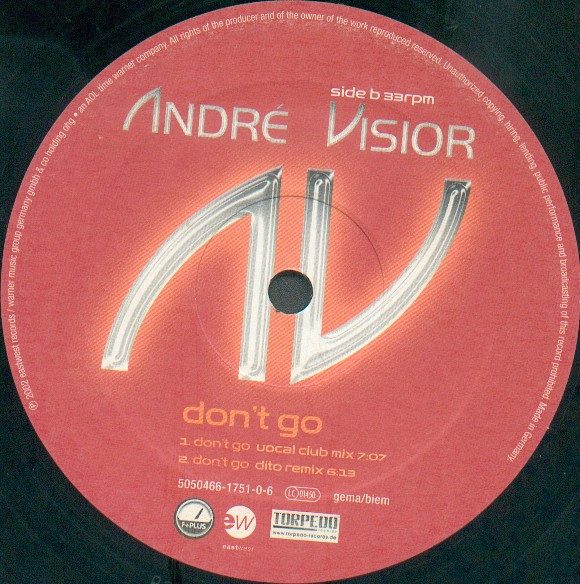 ℗ 2002 eastwest records / warner music group germany gmbh & co holding ohg • an AOL time warner company. All rights of the producer and of the owner of the work reproduced reserved. Unauthorized copying, hiring, lending, public performance and broadcasting of this record prohibited. Made in Germany.
side b 33rpm
ANDRÉ VISIOR
AV
don't go
1. don't go vocal club mix 7:07
2. don't go dito remix 6:13
5050466-1751-0-6 LC 01450 gema/biem
F+PLUS
ew
eastwest
TORPEDO
www.torpedo-records.de